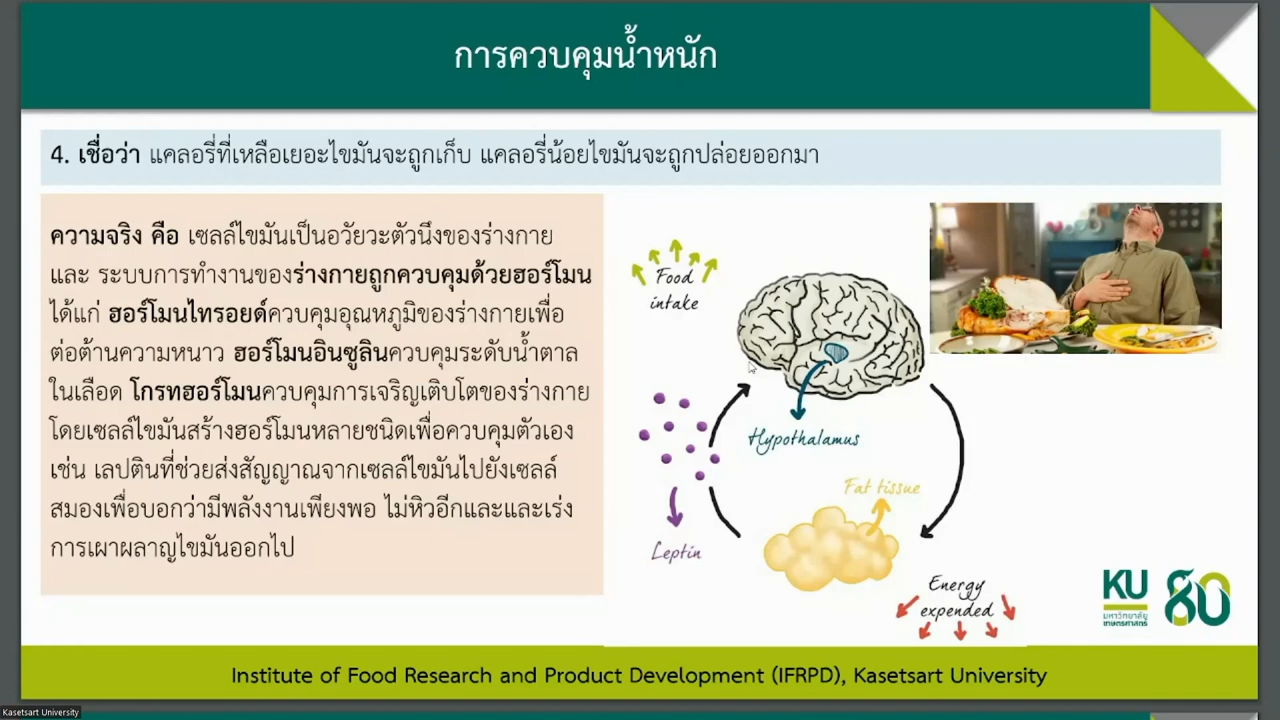 การควบคุมน้ำหนัก
4. เชื่อว่า แคลอรี่ที่เหลือเยอะไขมันจะถูกเก็บ แคลอรี่น้อยไขมันจะถูกปล่อยออกมา
ความจริง คือ เซลล์ไขมันเป็นอวัยวะตัวนึงของร่างกาย
และ ระบบการทำงานของร่างกายถูกควบคุมด้วยฮอร์โมน
ได้แก่ ฮอร์โมนไทรอยด์ควบคุมอุณหภูมิของร่างกายเพื่อ
ต่อต้านความหนาว ฮอร์โมนอินซูลินควบคุมระดับน้ำตาล
ในเลือด โกรทฮอร์โมนควบคุมการเจริญเติบโตของร่างกาย
โดยเซลล์ไขมันสร้างฮอร์โมนหลายชนิดเพื่อควบคุมตัวเอง
เช่น เลปตินที่ช่วยส่งสัญญาณจากเซลล์ไขมันไปยังเซลล์
สมองเพื่อบอกว่ามีพลังงานเพียงพอ ไม่หิวอีกและและเร่ง
การเผาผลาญไขมันออกไป
Food
intake
Hypothalamus
Fat tissue
Leptin
Energy
expended
KU
มหาวิทยาลัย
เกษตรศาสตร์
80
Institute of Food Research and Product Development (IFRPD), Kasetsart University
Kasetsart University